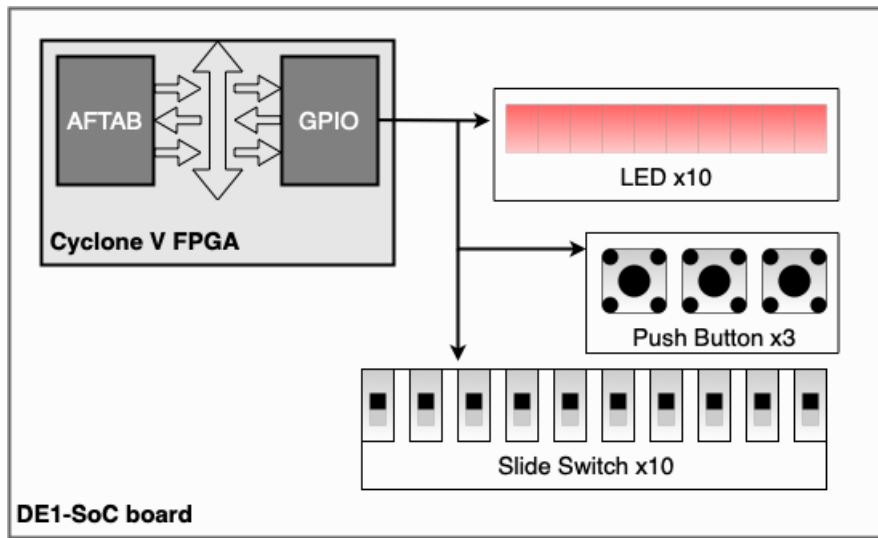 AFTAB
GPIO
LED x10
Cyclone V FPGA
Push Button x3
Slide Switch x10
DE1-SoC board